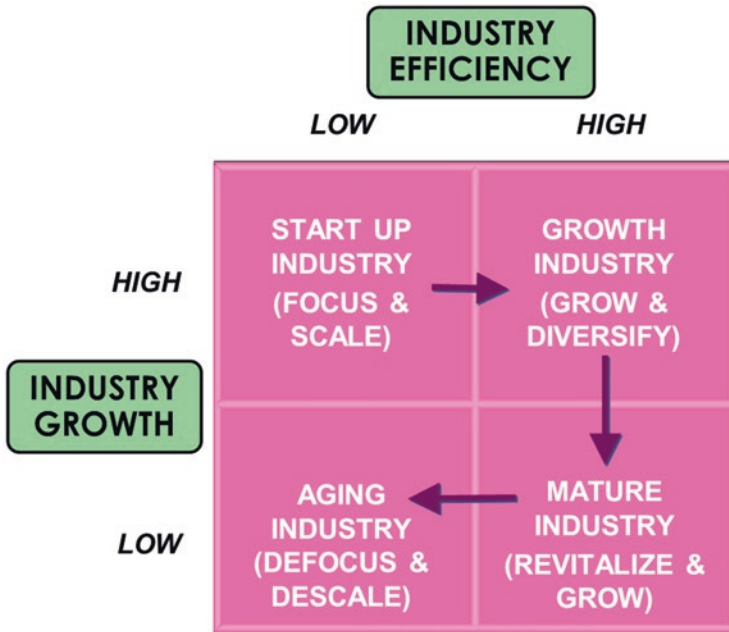 INDUSTRY
EFFICIENCY
LOW
HIGH
HIGH
START UP
INDUSTRY
(FOCUS &
SCALE)
GROWTH
INDUSTRY
(GROW &
DIVERSIFY)
INDUSTRY
GROWTH
LOW
AGING
INDUSTRY
(DEFOCUS &
DESCALE)
MATURE
INDUSTRY
(REVITALIZE &
GROW)